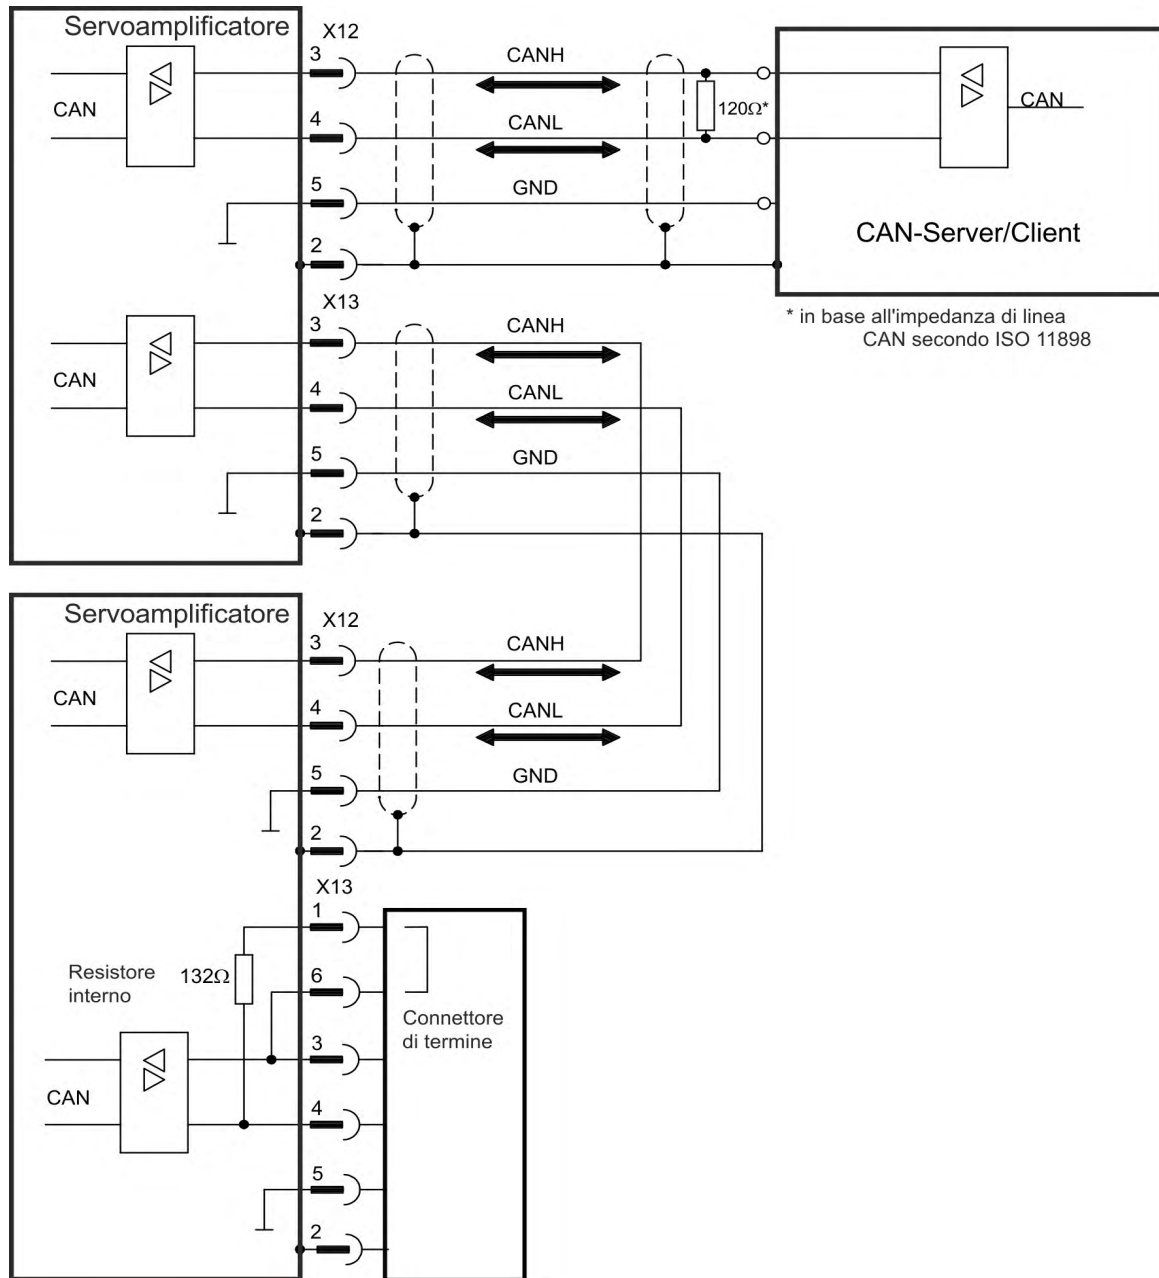 Servoamplificatore
X12
3
CANH
CAN
120Ω*
CAN
4
CANL
5
GND
2
CAN-Server/Client
X13
3
CANH
* in base all'impedanza di linea
CAN secondo ISO 11898
CAN
4
CANL
5
GND
2
Servoamplificatore
X12
3
CANH
CAN
4
CANL
5
GND
2
X13
1
Resistore
interno
132Ω
6
Connettore
di termine
3
CAN
4
5
2